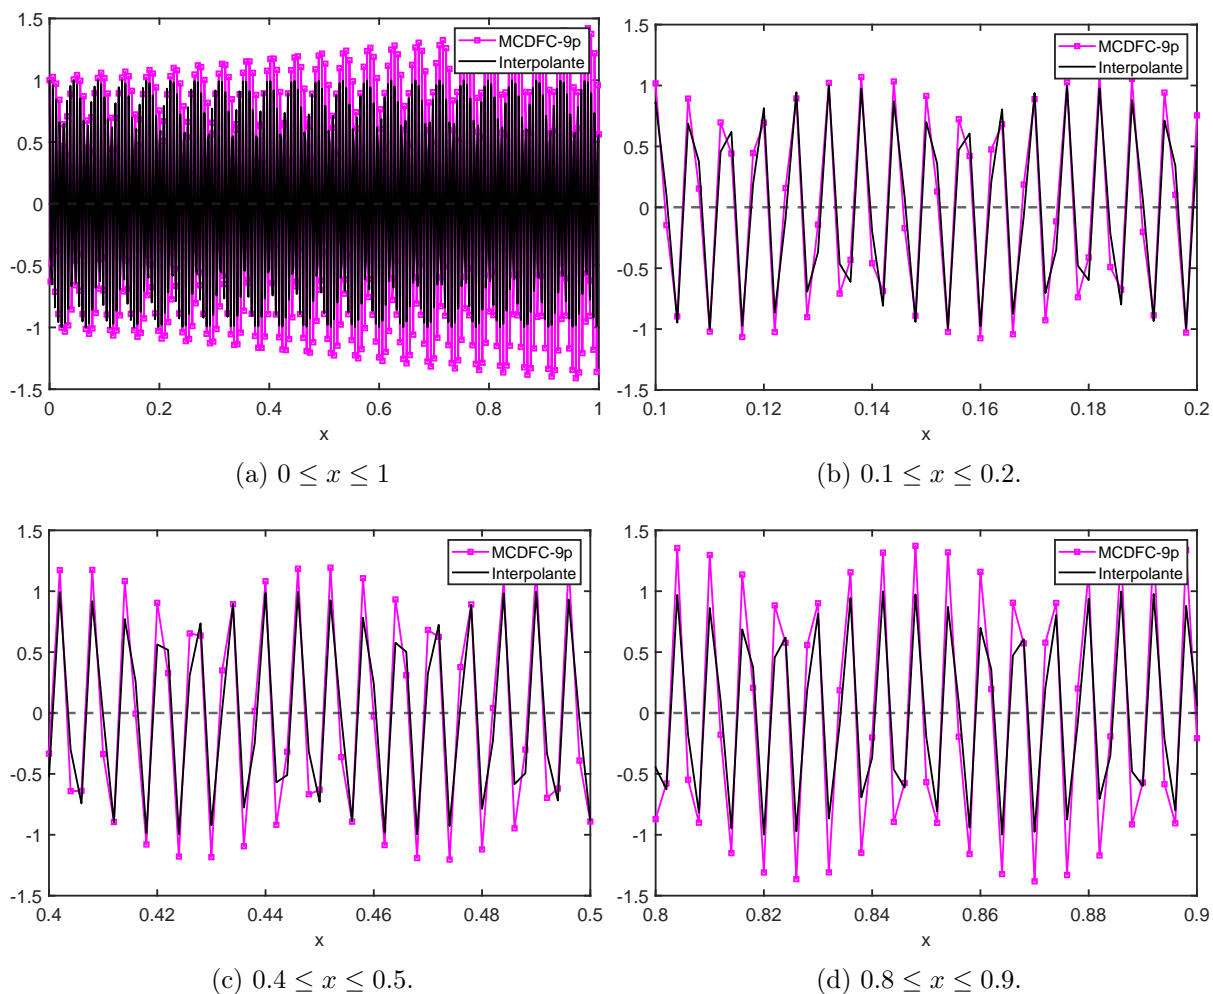 1.5
1
0.5
0
-0.5
-1
-1.5
0 0.2 0.4 0.6 0.8 1
x
MCDFC-9p
Interpolante
(a) 0 ≤ x ≤ 1
1.5
1
0.5
0
-0.5
-1
-1.5
0.1 0.12 0.14 0.16 0.18 0.2
x
MCDFC-9p
Interpolante
(b) 0.1 ≤ x ≤ 0.2.
1.5
1
0.5
0
-0.5
-1
-1.5
0.4 0.42 0.44 0.46 0.48 0.5
x
MCDFC-9p
Interpolante
(c) 0.4 ≤ x ≤ 0.5.
1.5
1
0.5
0
-0.5
-1
-1.5
0.8 0.82 0.84 0.86 0.88 0.9
x
MCDFC-9p
Interpolante
(d) 0.8 ≤ x ≤ 0.9.